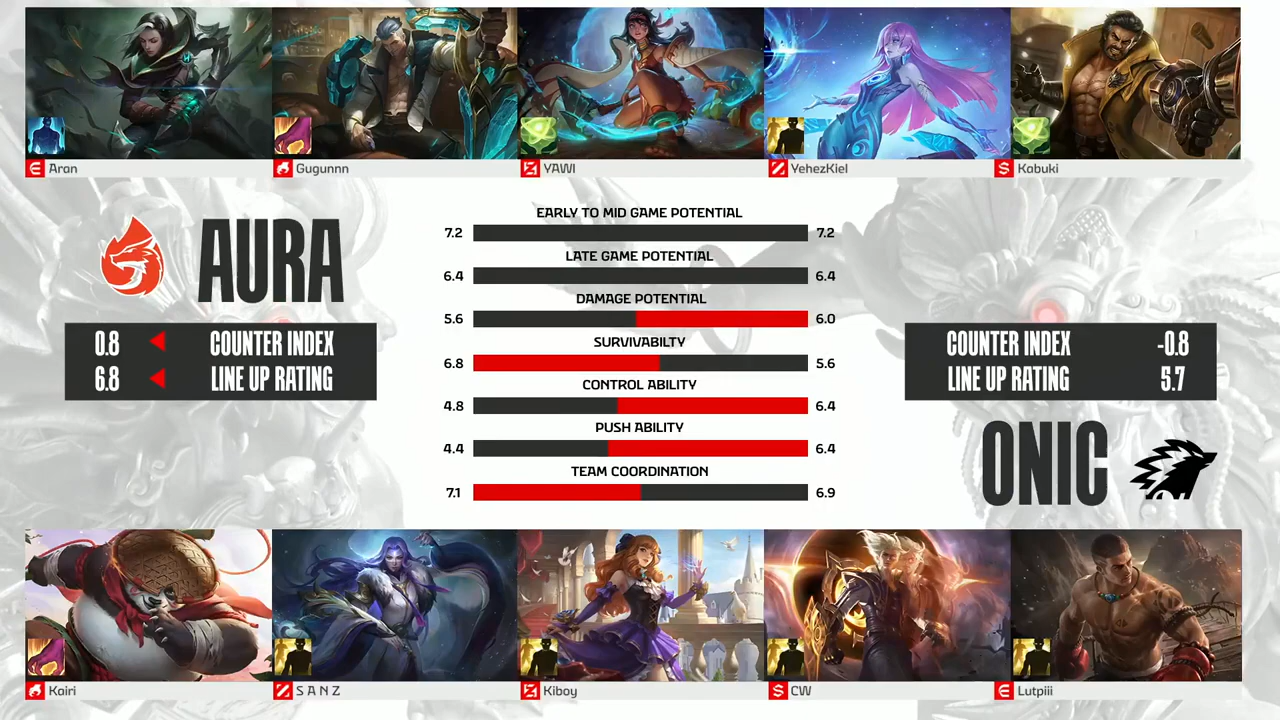 Aran
Gugunnn
YAWI
YehezKiel
Kabuki
AURA
0.8 COUNTER INDEX
6.8 LINE UP RATING
EARLY TO MID GAME POTENTIAL
7.2 7.2
LATE GAME POTENTIAL
6.4 6.4
DAMAGE POTENTIAL
5.6 6.0
SURVIVABILTY
6.8 5.6
CONTROL ABILITY
4.8 6.4
PUSH ABILITY
4.4 6.4
TEAM COORDINATION
7.1 6.9
COUNTER INDEX -0.8
LINE UP RATING 5.7
ONIC
Kairi
S A N Z
Kiboy
CW
Lutpiii